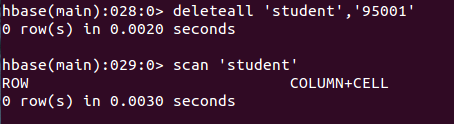 hbase(main):028:0> deleteall 'student','95001'
0 row(s) in 0.0020 seconds
hbase(main):029:0> scan 'student'
ROW COLUMN+CELL
0 row(s) in 0.0030 seconds